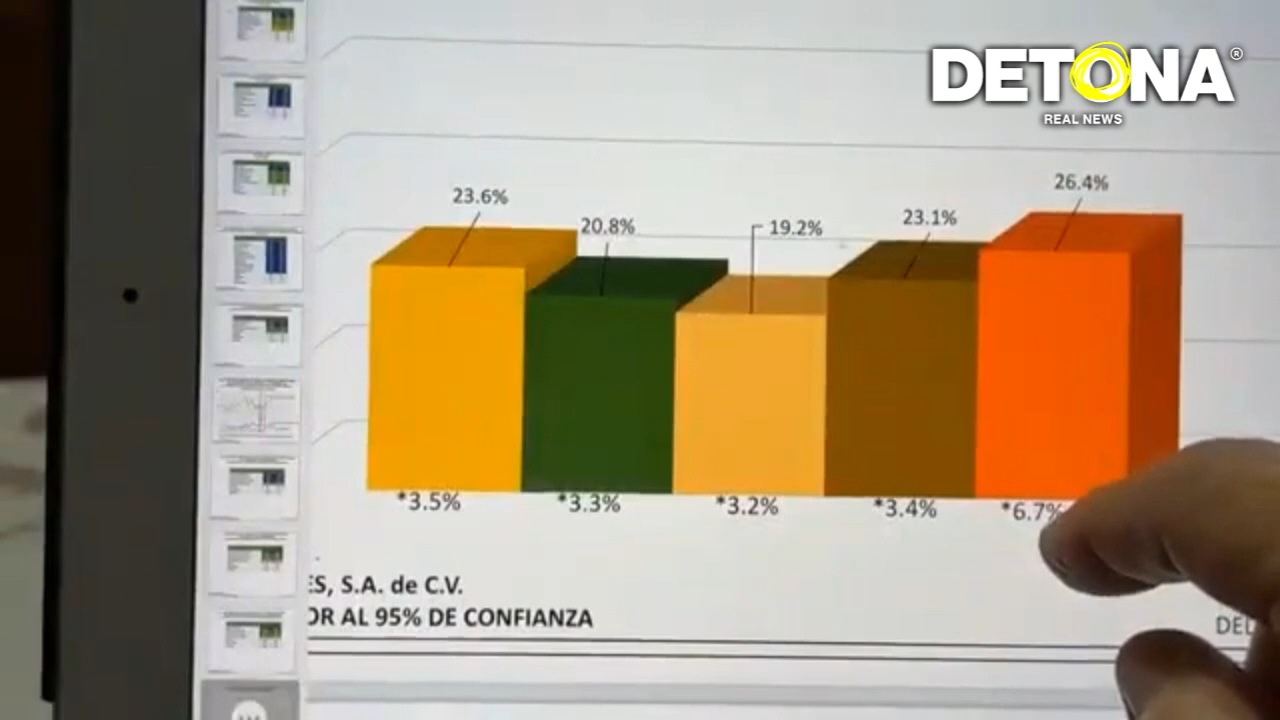 DETONA®
REAL NEWS
23.6%
20.8%
19.2%
23.1%
26.4%
*3.5%
*3.3%
*3.2%
*3.4%
*6.7%
ES, S.A. de C.V.
OR AL 95% DE CONFIANZA
DEL